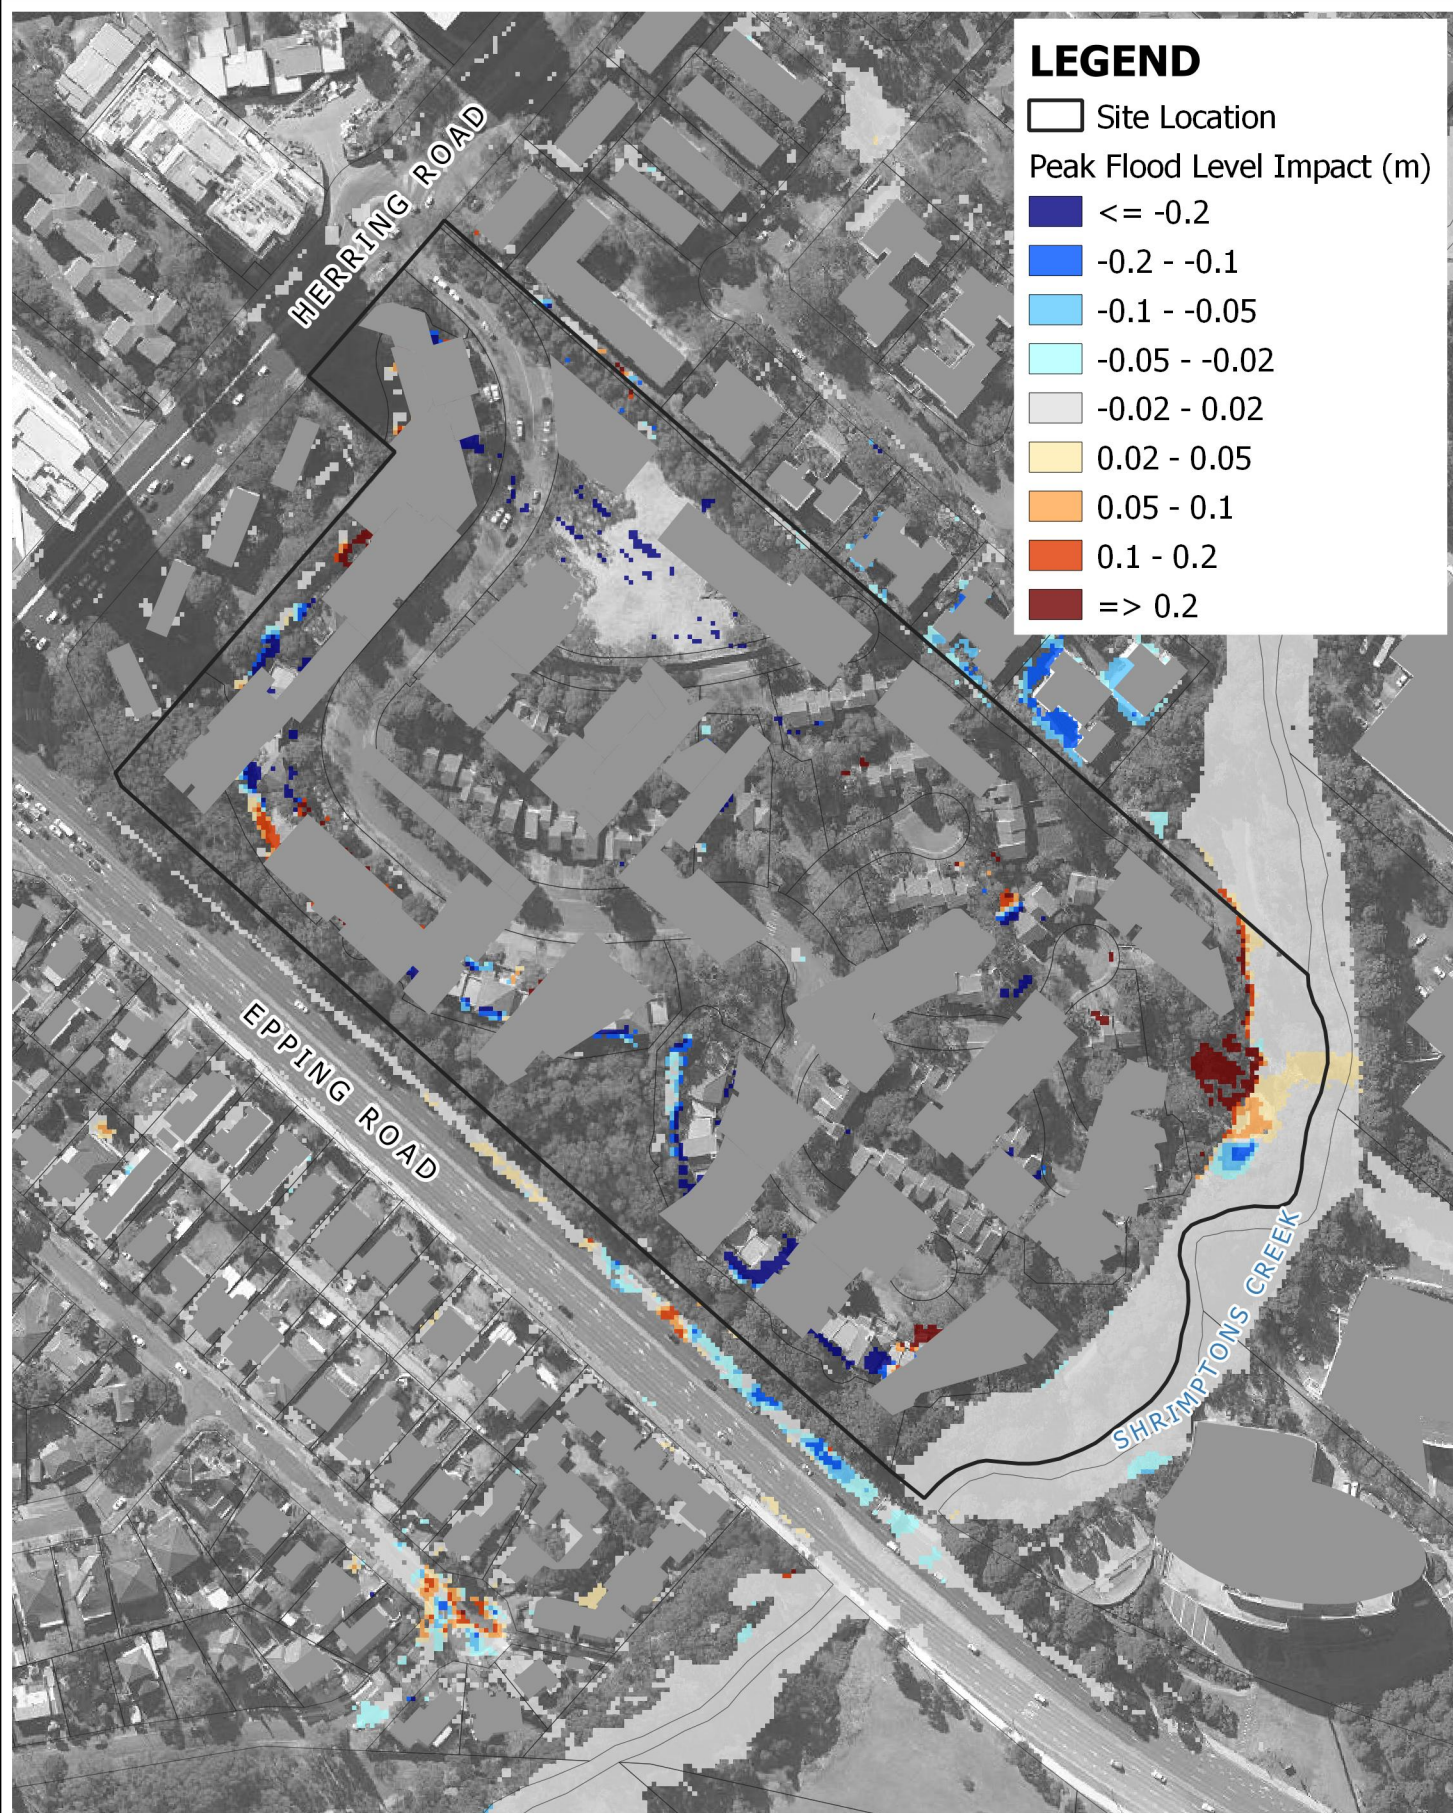 LEGEND
Site Location
Peak Flood Level Impact (m)
<= -0.2
-0.2 - -0.1
-0.1 - -0.05
-0.05 - -0.02
-0.02 - 0.02
0.02 - 0.05
0.05 - 0.1
0.1 - 0.2
=> 0.2
HERRING ROAD
EPPING ROAD
SHRIMPTONS CREEK